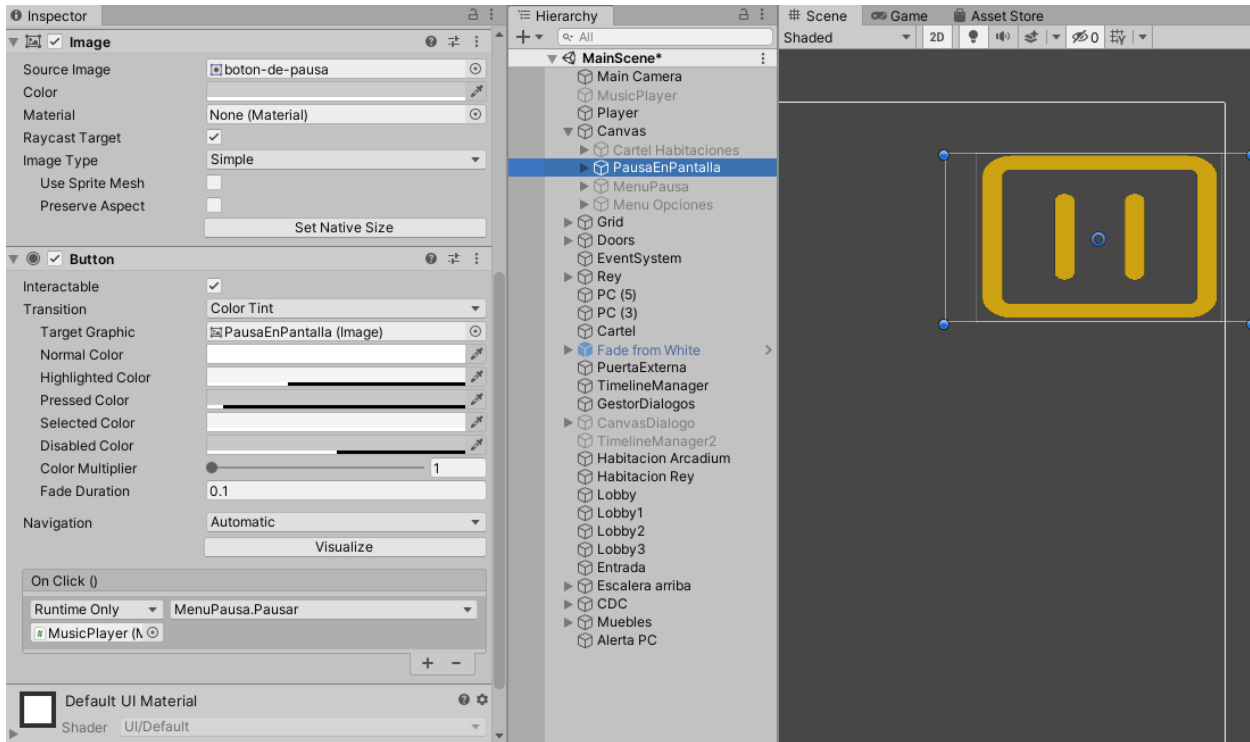 Inspector
Image
Source Image boton-de-pausa
Color
Material None (Material)
Raycast Target
Image Type Simple
Use Sprite Mesh
Preserve Aspect
Set Native Size
Button
Interactable
Transition Color Tint
Target Graphic PausaEnPantalla (Image)
Normal Color
Highlighted Color
Pressed Color
Selected Color
Disabled Color
Color Multiplier 1
Fade Duration 0.1
Navigation Automatic
Visualize
On Click ()
Runtime Only MenuPausa.Pausar
MusicPlayer (M
+ −
Default UI Material
Shader UI/Default
Hierarchy
All
MainScene*
Main Camera
MusicPlayer
Player
Canvas
Cartel Habitaciones
PausaEnPantalla
MenuPausa
Menu Opciones
Grid
Doors
EventSystem
Rey
PC (5)
PC (3)
Cartel
Fade from White
PuertaExterna
TimelineManager
GestorDialogos
CanvasDialogo
TimelineManager2
Habitacion Arcadium
Habitacion Rey
Lobby
Lobby1
Lobby2
Lobby3
Entrada
Escalera arriba
CDC
Muebles
Alerta PC
Scene Game Asset Store
Shaded 2D 0